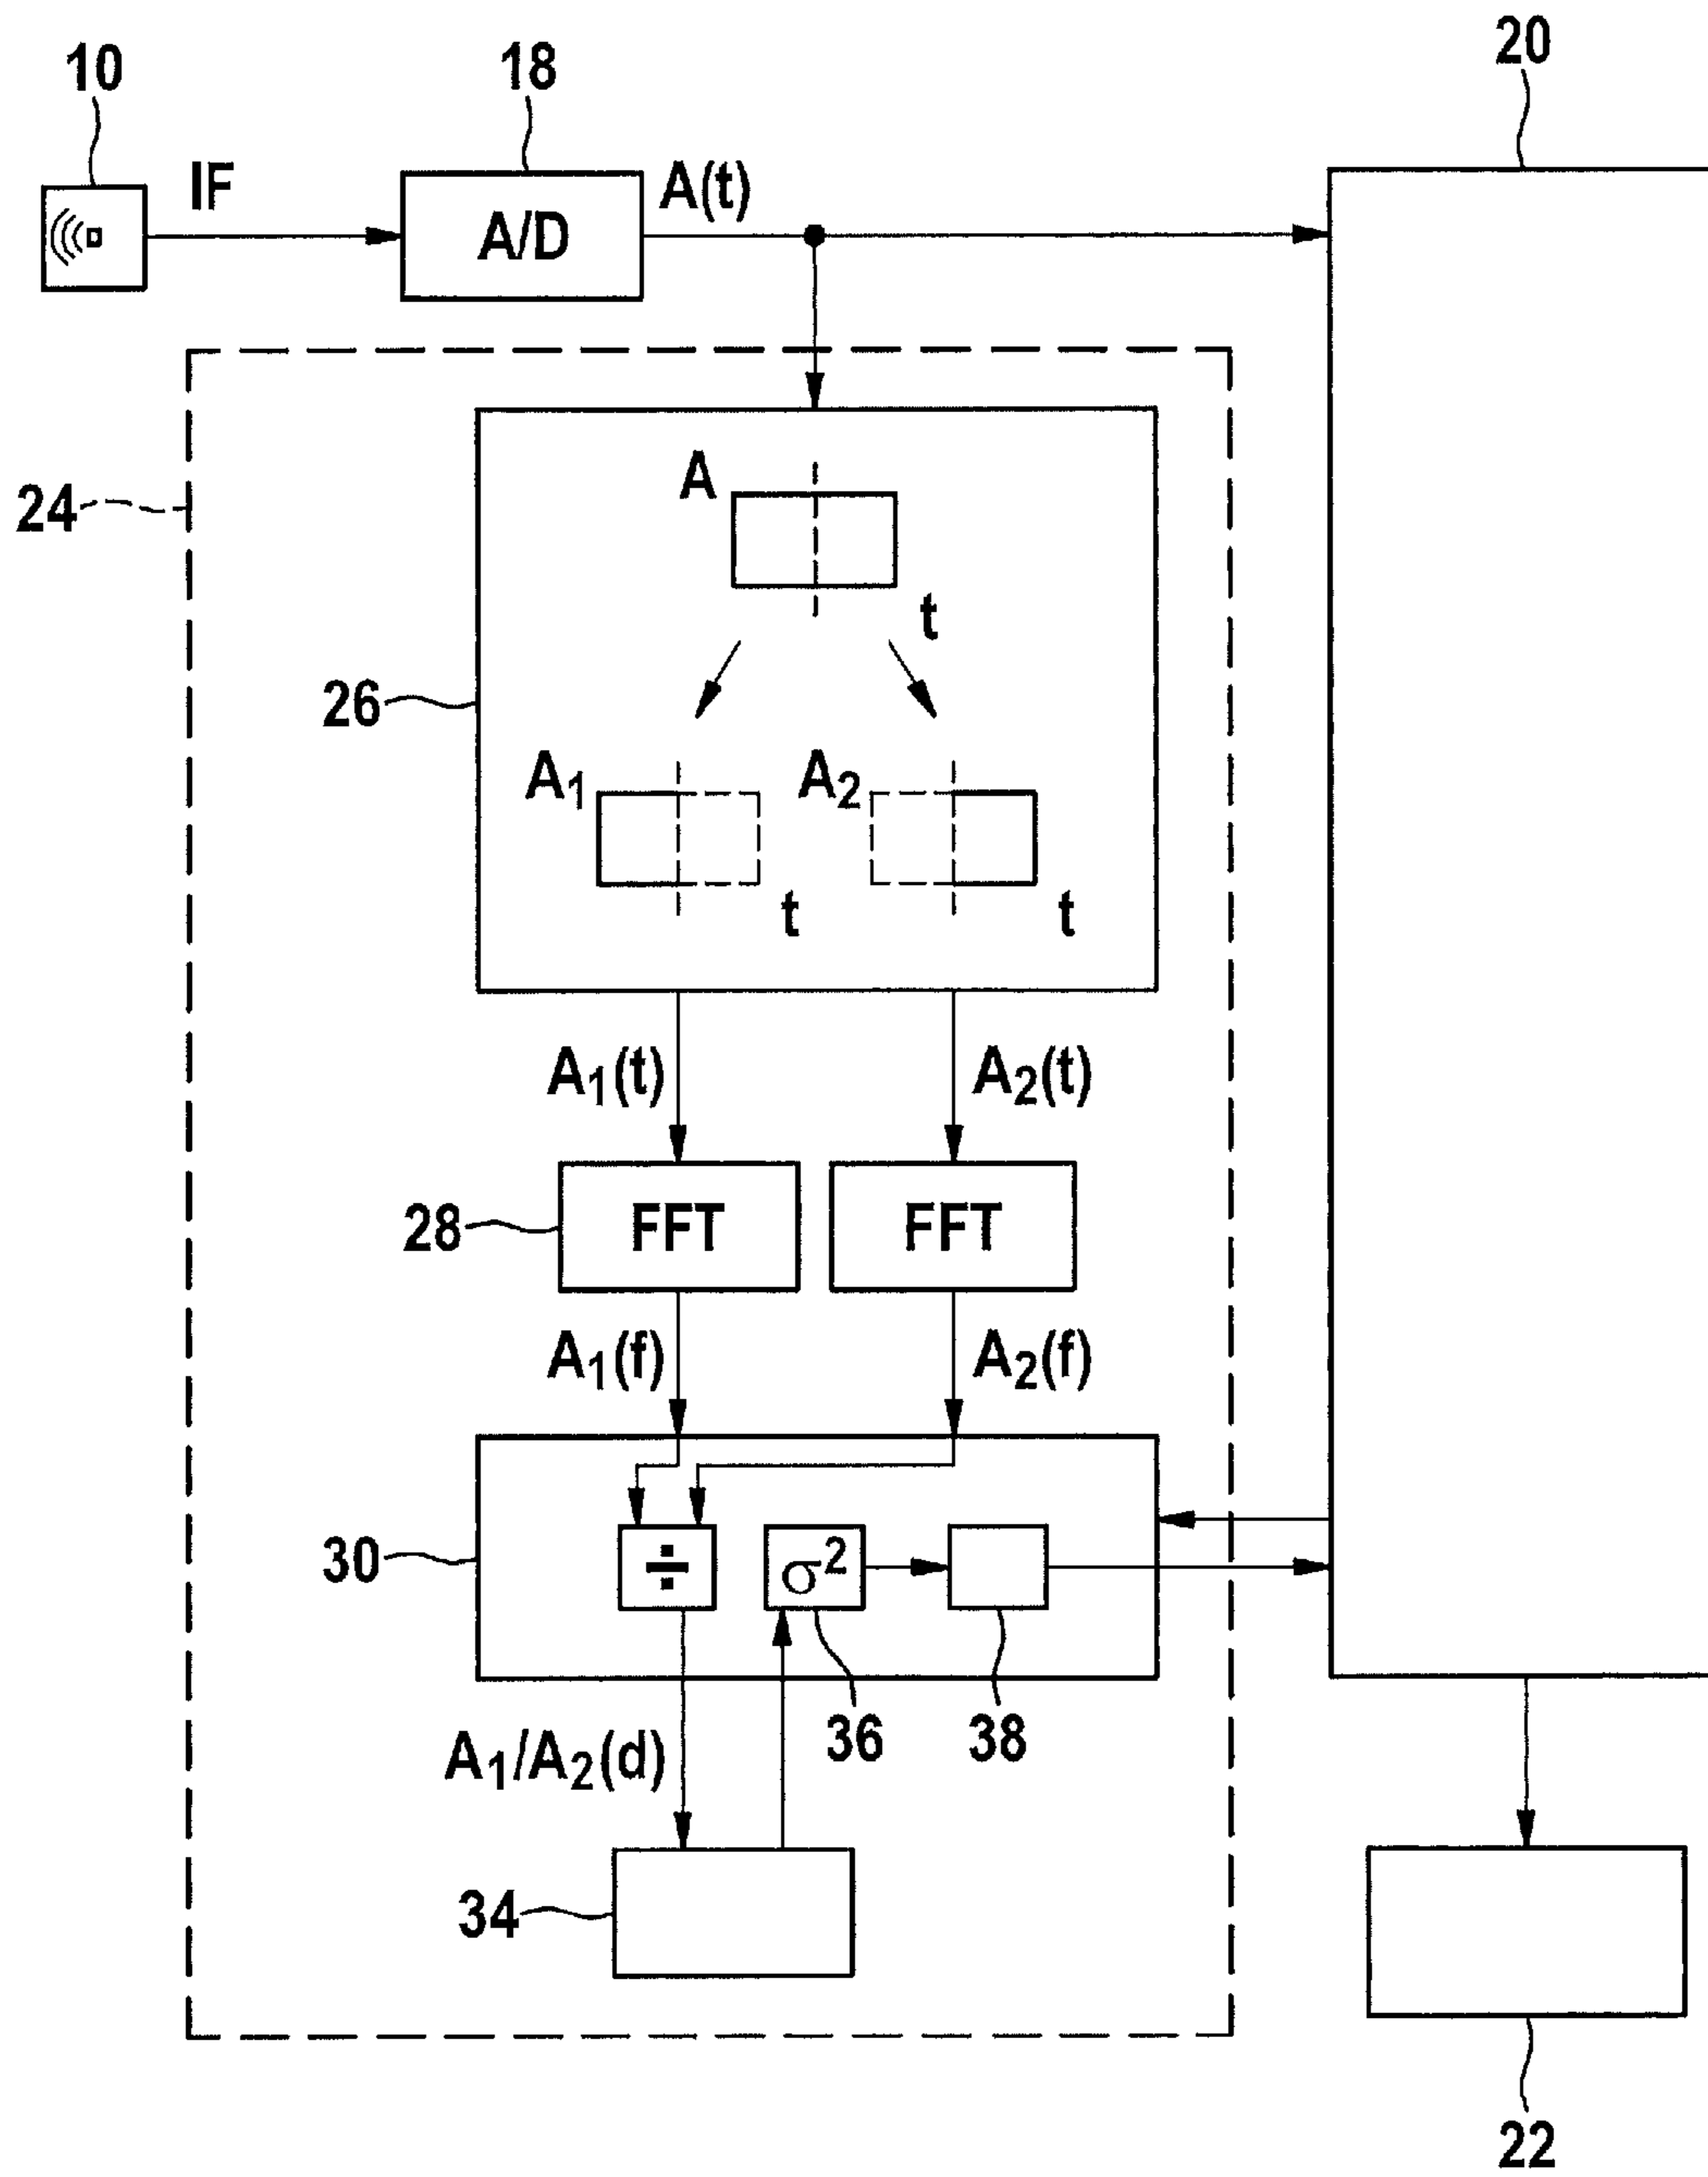 10
18
20
IF
A/D
A(t)
24
A
t
26
A₁
A₂
t
t
A₁(t)
A₂(t)
28
FFT
FFT
A₁(f)
A₂(f)
30
÷
σ²
36
38
A₁/A₂(d)
34
22